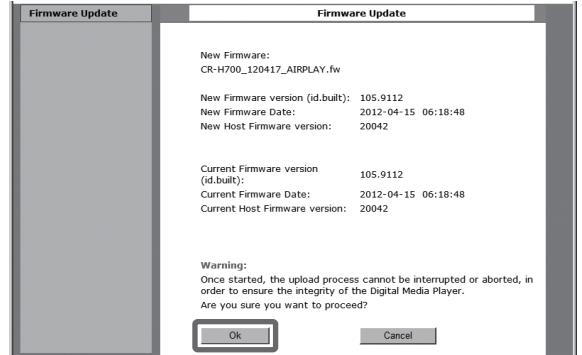 Firmware Update
Firmware Update
New Firmware:
CR-H700_120417_AIRPLAY.fw
New Firmware version (id.built): 105.9112
New Firmware Date: 2012-04-15 06:18:48
New Host Firmware version: 20042
Current Firmware version
(id.built): 105.9112
Current Firmware Date: 2012-04-15 06:18:48
Current Host Firmware version: 20042
Warning:
Once started, the upload process cannot be interrupted or aborted, in
order to ensure the integrity of the Digital Media Player.
Are you sure you want to proceed?
Ok Cancel